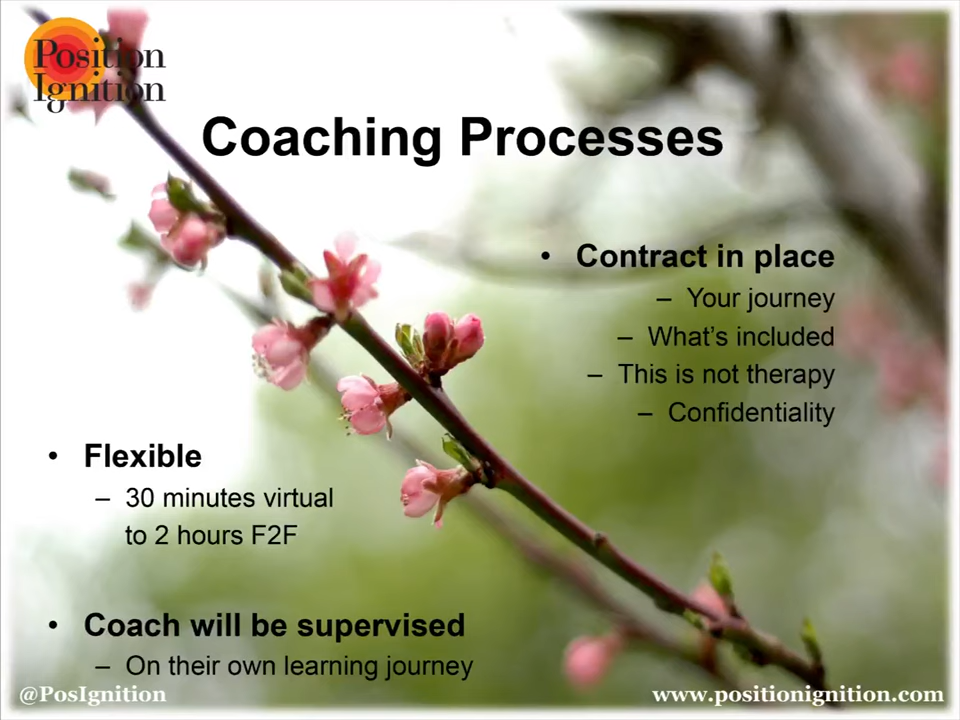 Position
Ignition
Coaching Processes
• Contract in place
– Your journey
– What’s included
– This is not therapy
– Confidentiality
• Flexible
– 30 minutes virtual
to 2 hours F2F
• Coach will be supervised
– On their own learning journey
@PosIgnition
www.positionignition.com